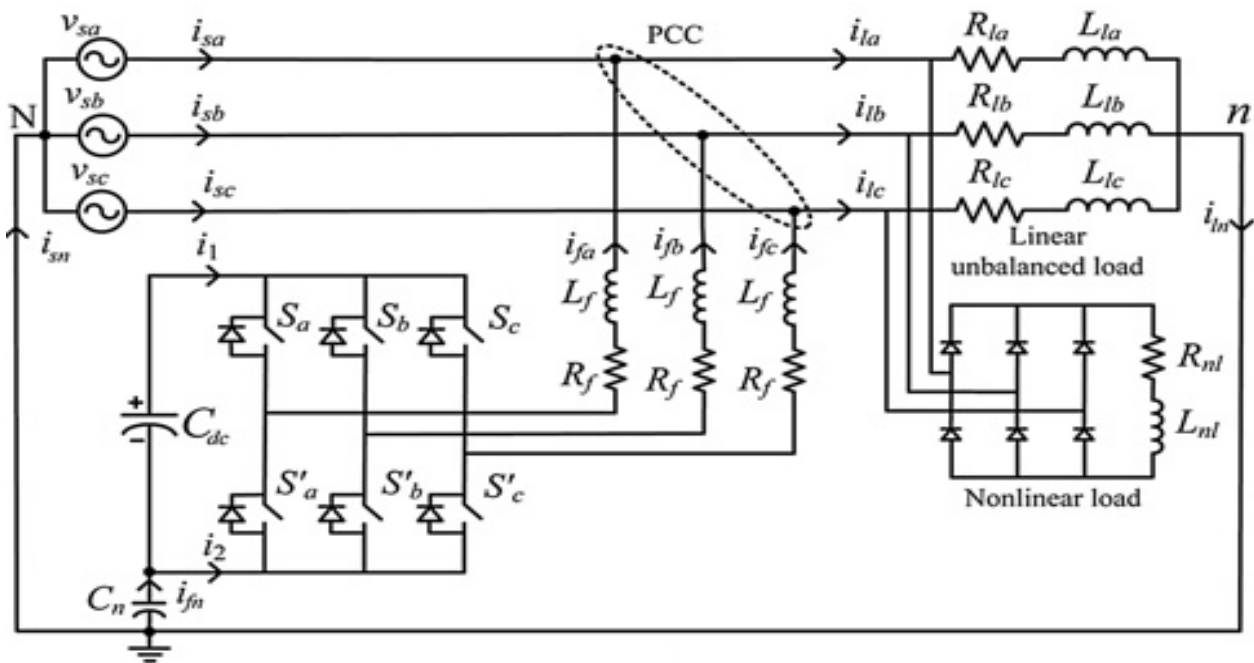 v_sa i_sa PCC i_la R_la L_la
N v_sb i_sb i_lb R_lb L_lb n
v_sc i_sc i_lc R_lc L_lc
i_sn i_1 i_fa i_fb i_fc Linear i_ln
unbalanced load
S_a S_b S_c L_f L_f L_f
R_f R_f R_f R_nl
+
C_dc
-
L_nl
S'_a S'_b S'_c Nonlinear load
i_2
C_n i_fn